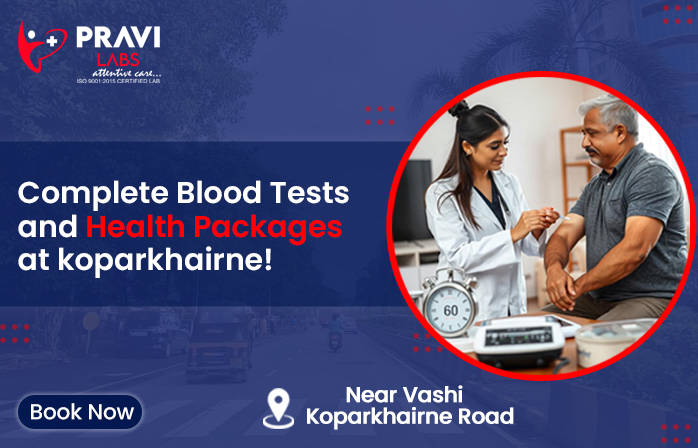 PRAVI
LABS
attentive care...
ISO 9001:2015 CERTIFIED LAB
Complete Blood Tests
and Health Packages
at koparkhairne!
60
Book Now
Near Vashi
Koparkhairne Road